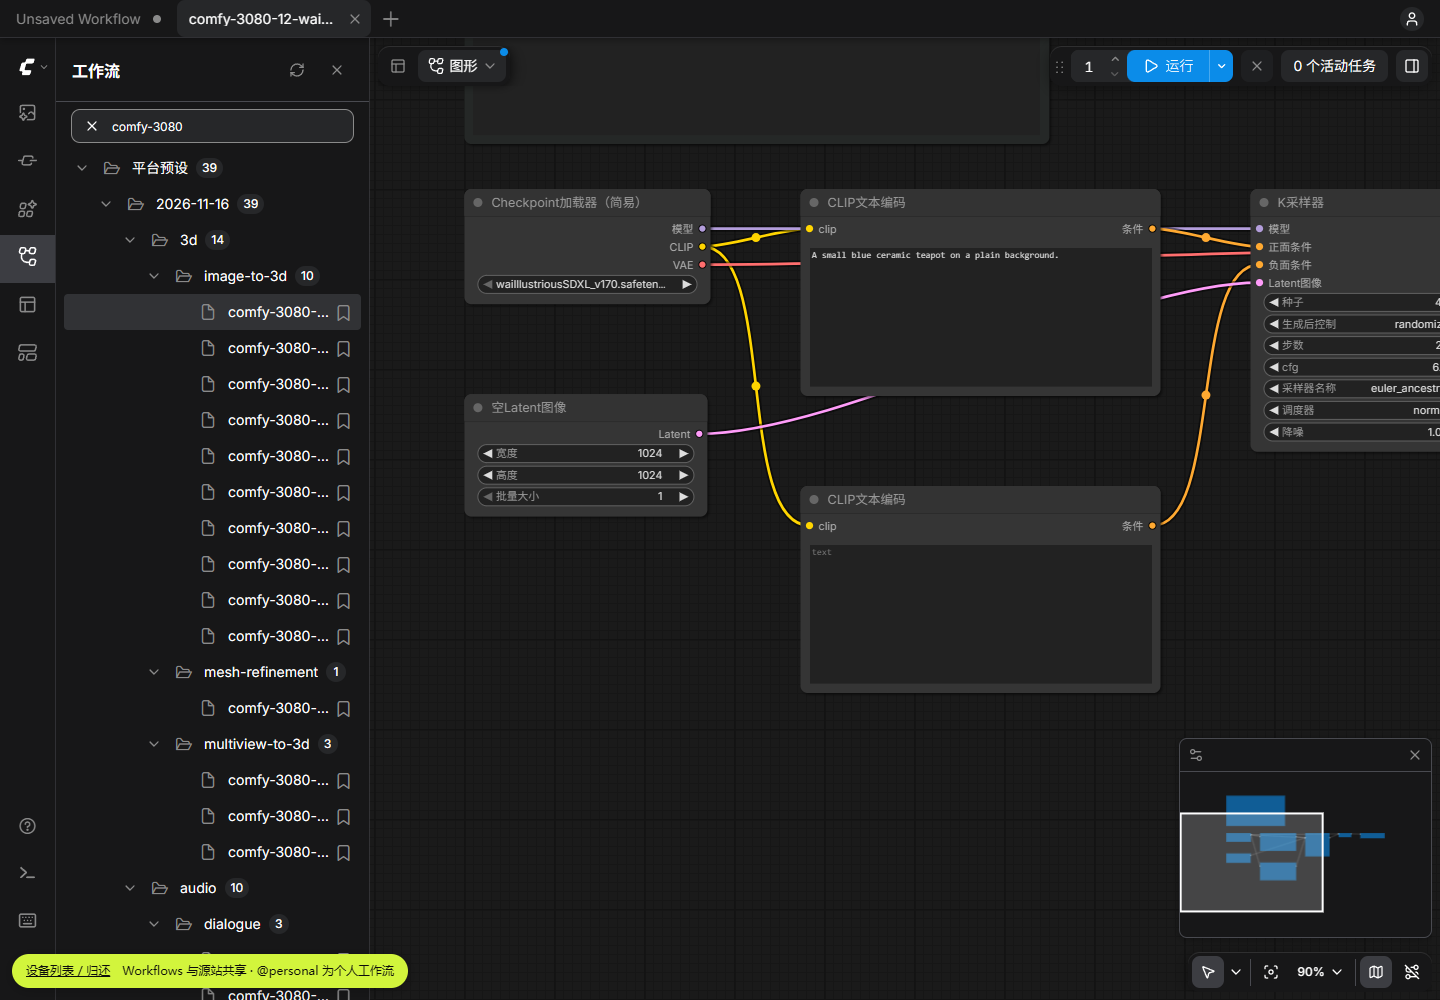 Unsaved Workflow
comfy-3080-12-wai...
工作流
comfy-3080
平台预设 39
2026-11-16 39
3d 14
image-to-3d 10
comfy-3080-...
comfy-3080-...
comfy-3080-...
comfy-3080-...
comfy-3080-...
comfy-3080-...
comfy-3080-...
comfy-3080-...
comfy-3080-...
comfy-3080-...
mesh-refinement 1
comfy-3080-...
multiview-to-3d 3
comfy-3080-...
comfy-3080-...
comfy-3080-...
audio 10
dialogue 3
comfy-3080-...
设备列表 / 归还 Workflows 与源站共享 · @personal 为个人工作流
图形
1
运行
0 个活动任务
Checkpoint加载器（简易）
模型
CLIP
VAE
waiIllustriousSDXL_v170.safeten...
空Latent图像
Latent
宽度 1024
高度 1024
批量大小 1
CLIP文本编码
clip 条件
A small blue ceramic teapot on a plain background.
CLIP文本编码
clip 条件
text
K采样器
模型
正面条件
负面条件
Latent图像
种子 4
生成后控制 randomiz
步数 2
cfg 6
采样器名称 euler_ancestr
调度器 norm
降噪 1.0
90%